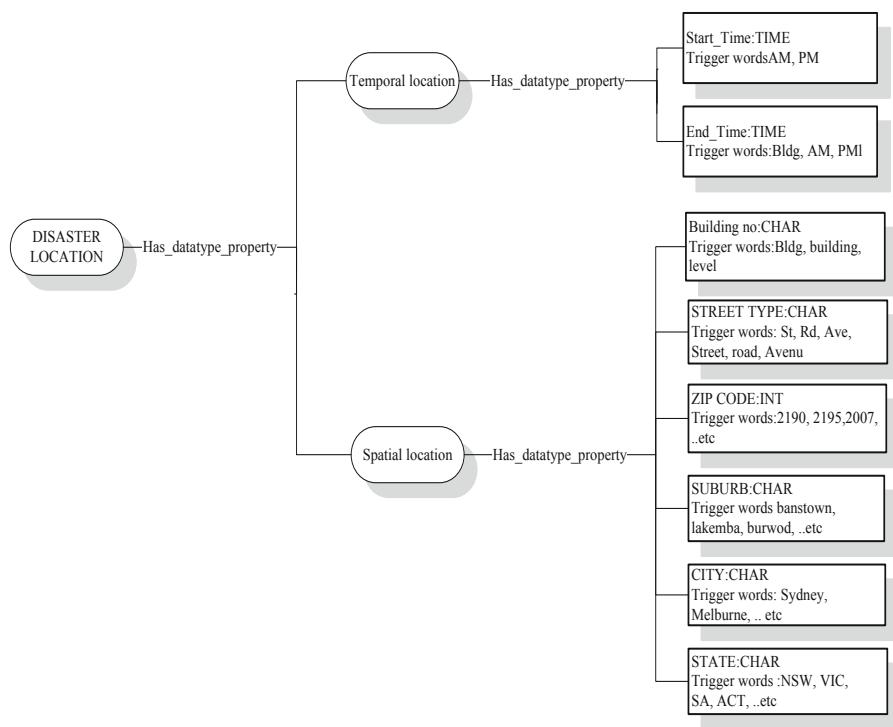 Start_Time:TIME
Trigger wordsAM, PM
Temporal location
Has_datatype_property
End_Time:TIME
Trigger words:Bldg, AM, PMl
DISASTER
LOCATION
Has_datatype_property
Building no:CHAR
Trigger words:Bldg, building,
level
STREET TYPE:CHAR
Trigger words: St, Rd, Ave,
Street, road, Avenu
ZIP CODE:INT
Trigger words:2190, 2195,2007,
..etc
Spatial location
Has_datatype_property
SUBURB:CHAR
Trigger words banstown,
lakemba, burwod, ..etc
CITY:CHAR
Trigger words: Sydney,
Melburne, .. etc
STATE:CHAR
Trigger words :NSW, VIC,
SA, ACT, ..etc